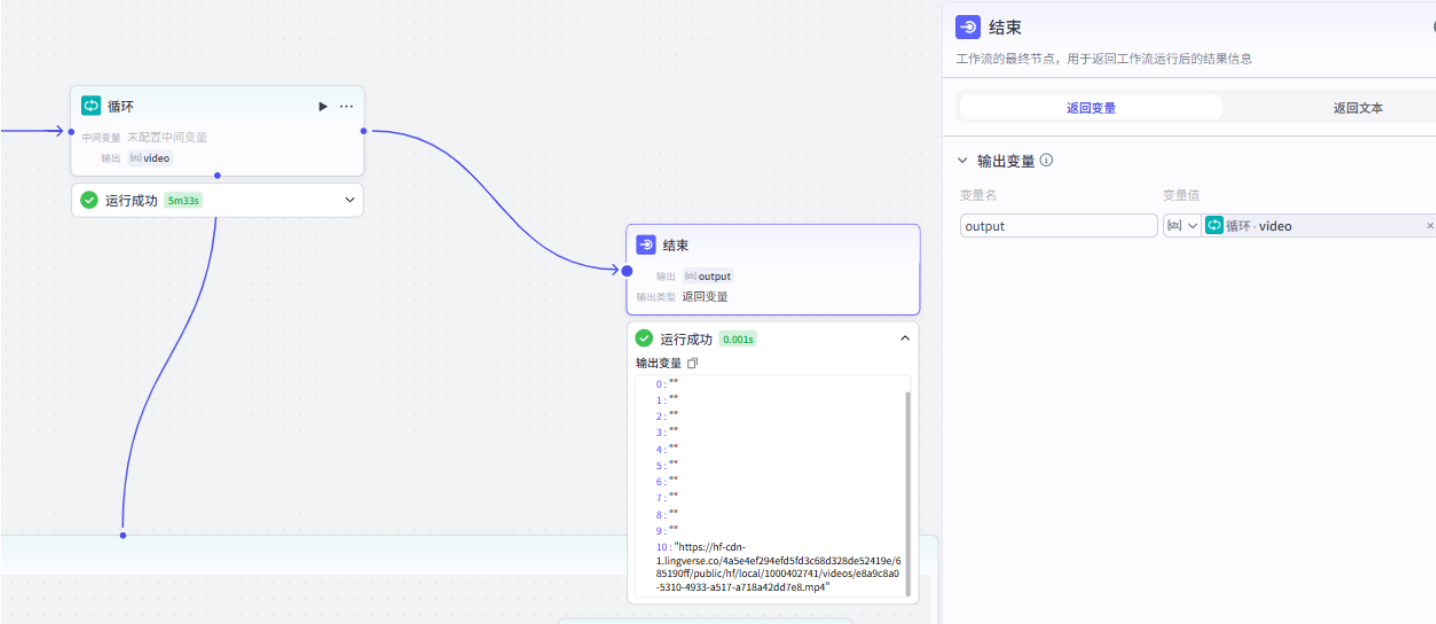 循环
中间变量 未配置中间变量
输出 video
运行成功 5m33s
结束
输出 output
输出类型 返回变量
运行成功 0.001s
输出变量
0:""
1:""
2:""
3:""
4:""
5:""
6:""
7:""
8:""
9:""
10:"https://hf-cdn-
1.lingverse.co/4a5e4ef294efd5fd3c68d328de52419e/6
85190ff/public/hf/local/1000402741/videos/e8a9c8a0
-5310-4933-a517-a718a42dd7e8.mp4"
结束
工作流的最终节点，用于返回工作流运行后的结果信息
返回变量 返回文本
输出变量
变量名 变量值
output 循环 · video